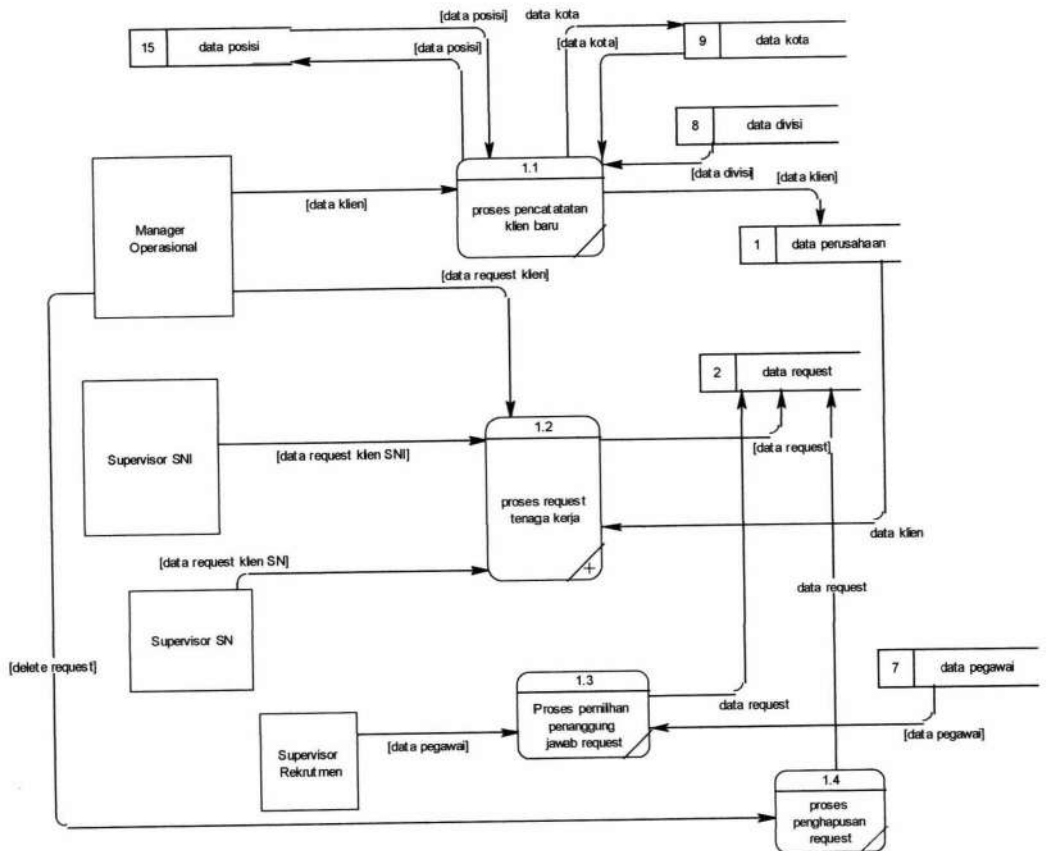 [data posisi]
data kota
15
data posisi
[data posisi]
[data kota]
9
data kota
8
data divisi
1.1
[data divisi]
[data klien]
[data klien]
proses pencatatatan
klien baru
Manager
Operasional
1
data perusahaan
[data request klien]
2
data request
1.2
Supervisor SNI
[data request klien SNI]
[data request]
proses request
tenaga kerja
data klien
[data request klien SN]
data request
Supervisor SN
[delete request]
7
data pegawai
1.3
Proses pemilihan
penanggung
jawab request
data request
[data pegawai]
[data pegawai]
Supervisor
Rekrutmen
1.4
proses
penghapusan
request